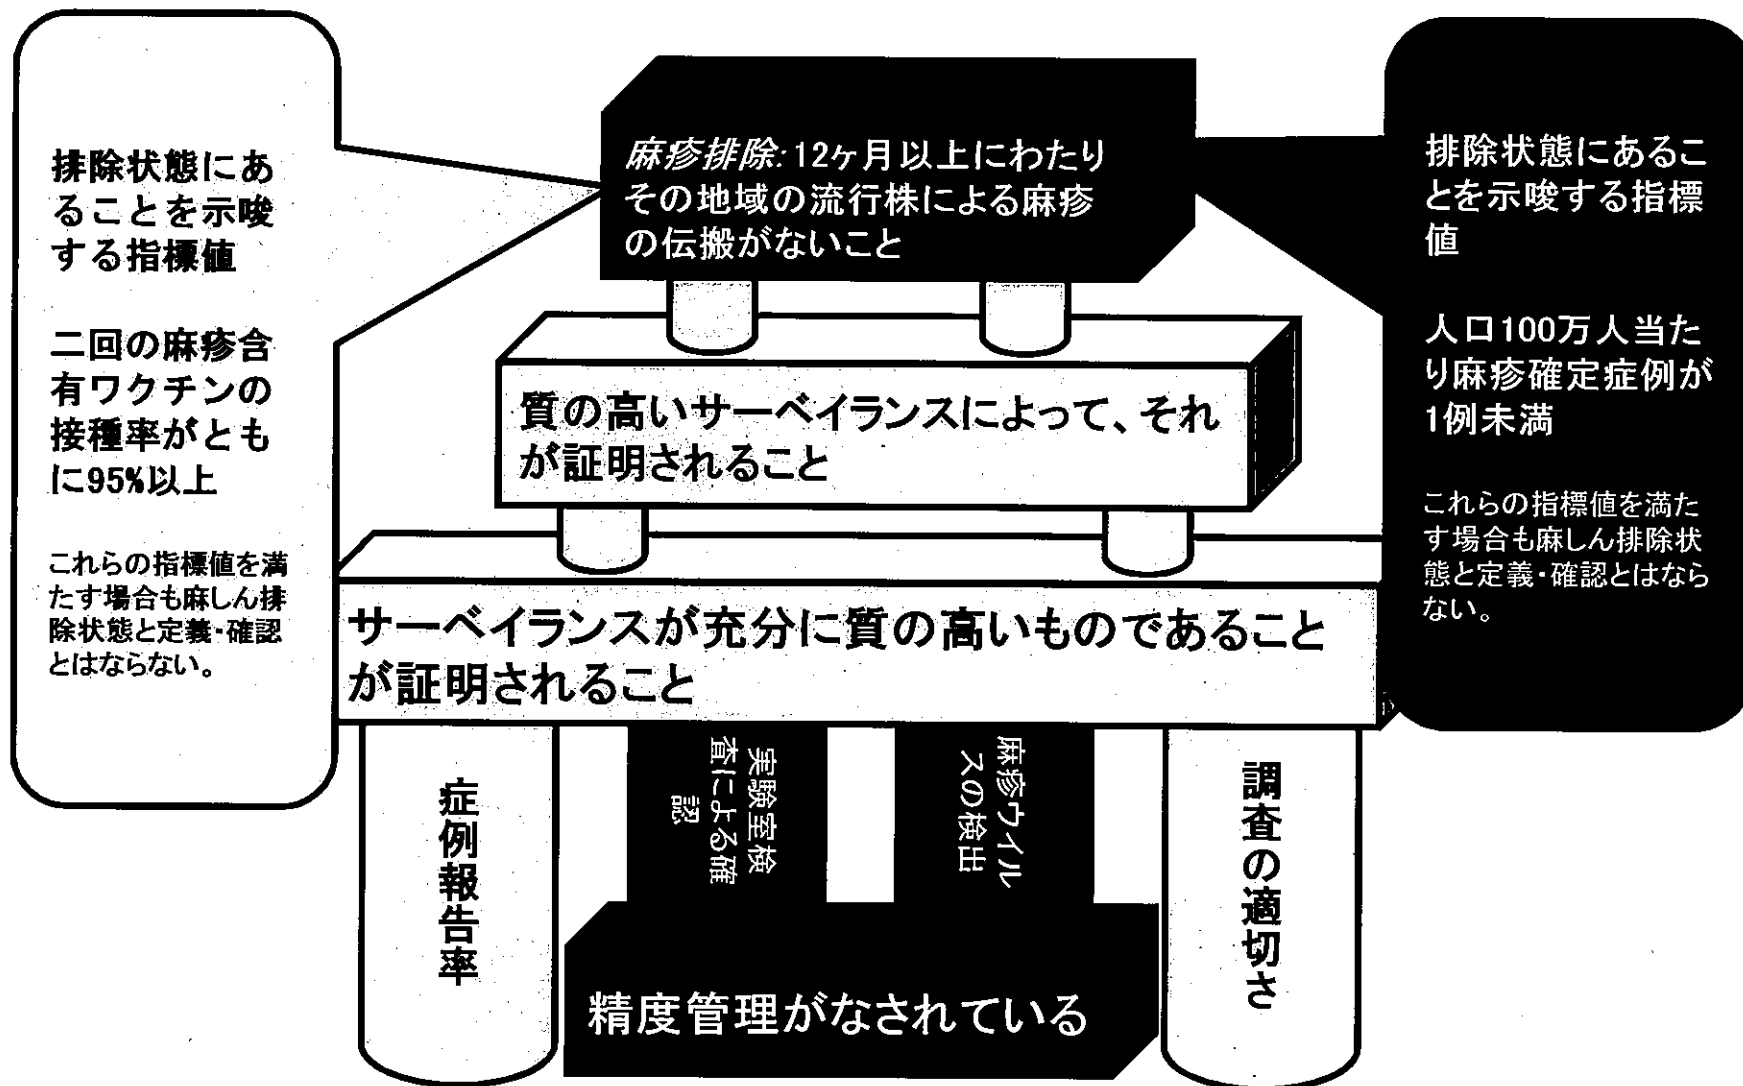 排除状態にあ
ることを示唆
する指標値
二回の麻疹含
有ワクチンの
接種率がとも
に95%以上
これらの指標値を満
たす場合も麻しん排
除状態と定義・確認
とはならない。
麻疹排除:12ヶ月以上にわたり
その地域の流行株による麻疹
の伝搬がないこと
質の高いサーベイランスによって、それ
が証明されること
サーベイランスが充分に質の高いものであること
が証明されること
症例報告率
実験室検
査による確
認
麻疹ウイル
スの検出
調査の適切さ
精度管理がなされている
排除状態にあるこ
とを示唆する指標
値
人口100万人当た
り麻疹確定症例が
1例未満
これらの指標値を満た
す場合も麻しん排除状
態と定義・確認とはなら
ない。